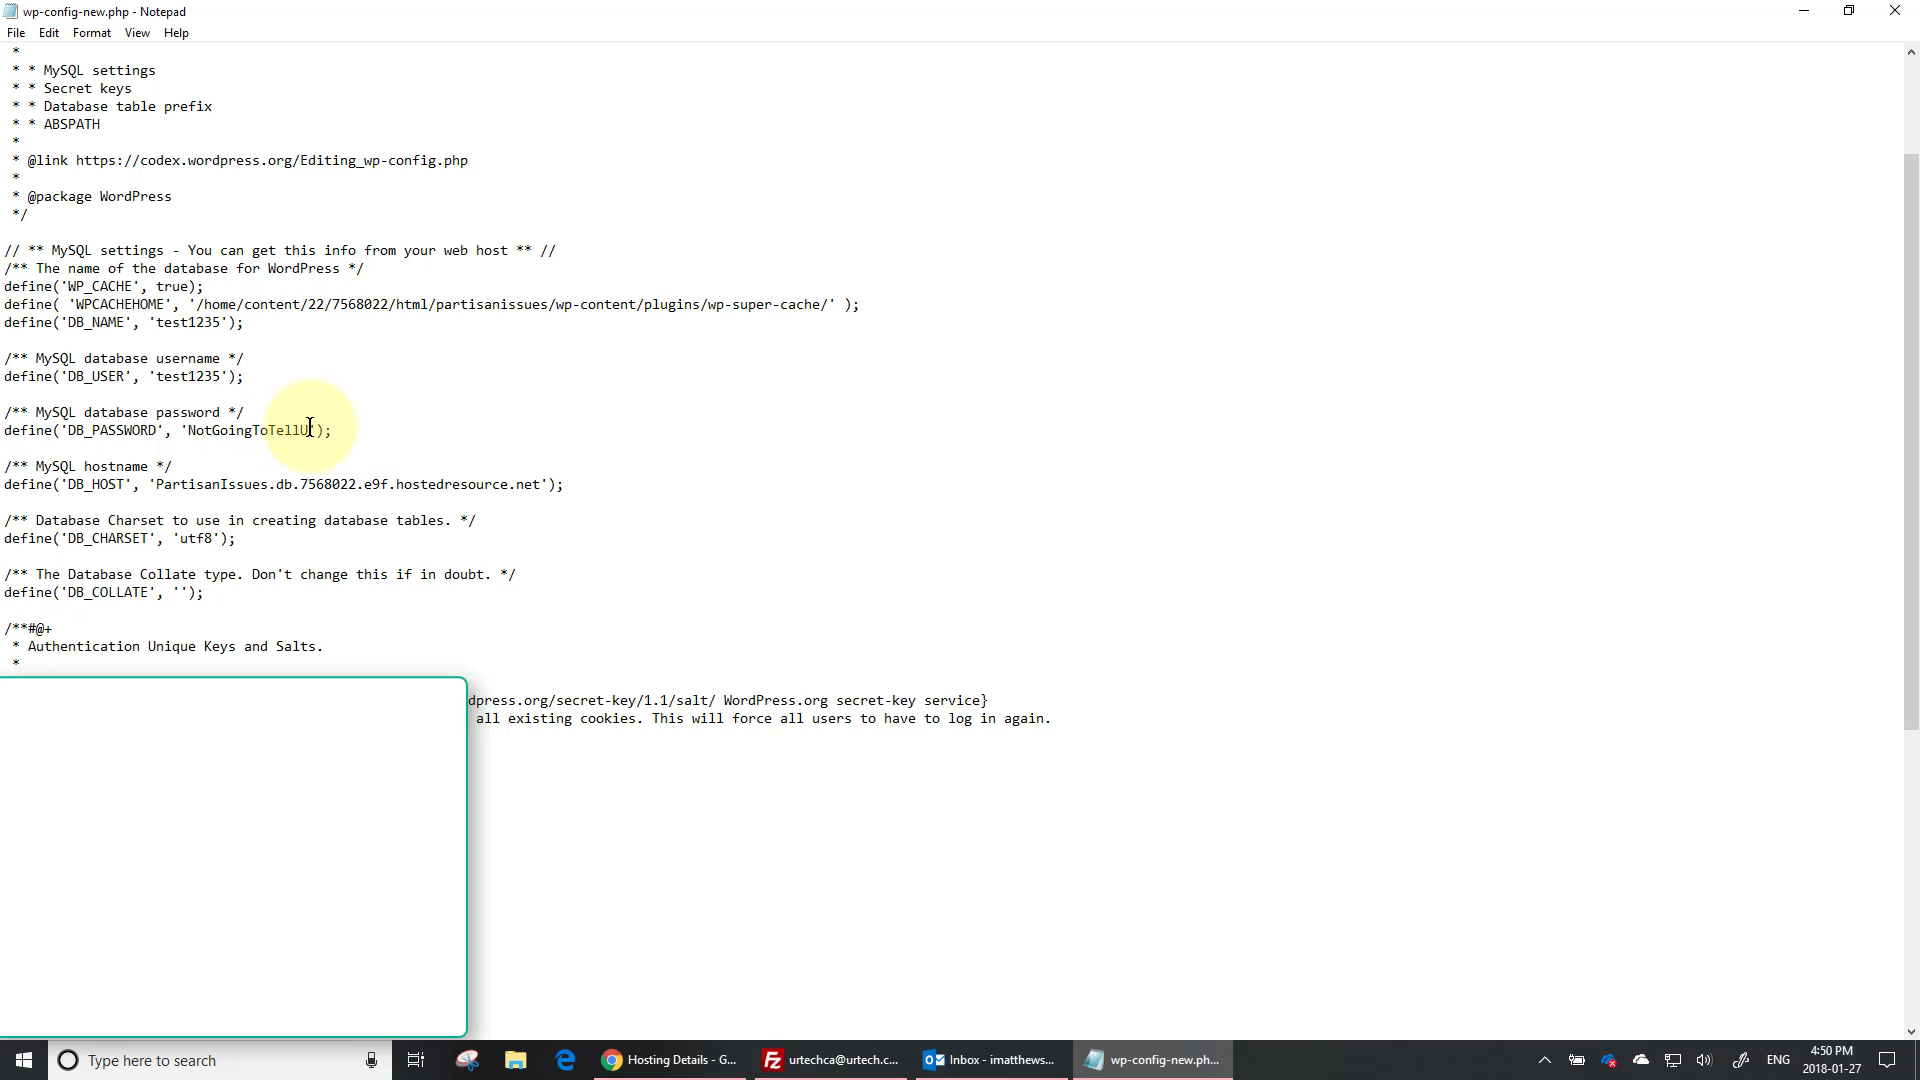 wp-config-new.php - Notepad
File Edit Format View Help
*
* * MySQL settings
* * Secret keys
* * Database table prefix
* * ABSPATH
*
* @link https://codex.wordpress.org/Editing_wp-config.php
*
* @package WordPress
*/
// ** MySQL settings - You can get this info from your web host ** //
/** The name of the database for WordPress */
define('WP_CACHE', true);
define( 'WPCACHEHOME', '/home/content/22/7568022/html/partisanissues/wp-content/plugins/wp-super-cache/' );
define('DB_NAME', 'test1235');
/** MySQL database username */
define('DB_USER', 'test1235');
/** MySQL database password */
define('DB_PASSWORD', 'NotGoingToTellU');
/** MySQL hostname */
define('DB_HOST', 'PartisanIssues.db.7568022.e9f.hostedresource.net');
/** Database Charset to use in creating database tables. */
define('DB_CHARSET', 'utf8');
/** The Database Collate type. Don't change this if in doubt. */
define('DB_COLLATE', '');
/**#@+
* Authentication Unique Keys and Salts.
*
dpress.org/secret-key/1.1/salt/ WordPress.org secret-key service}
all existing cookies. This will force all users to have to log in again.
Type here to search
Hosting Details - G...
urtechca@urtech.c...
Inbox - imatthews...
wp-config-new.ph...
ENG
4:50 PM
2018-01-27